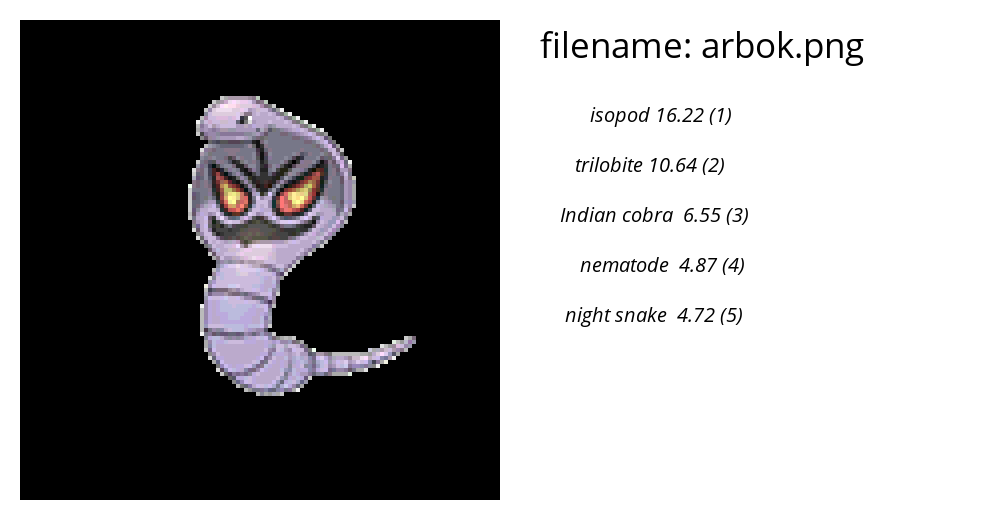 filename: arbok.png
isopod 16.22 (1)
trilobite 10.64 (2)
Indian cobra 6.55 (3)
nematode 4.87 (4)
night snake 4.72 (5)